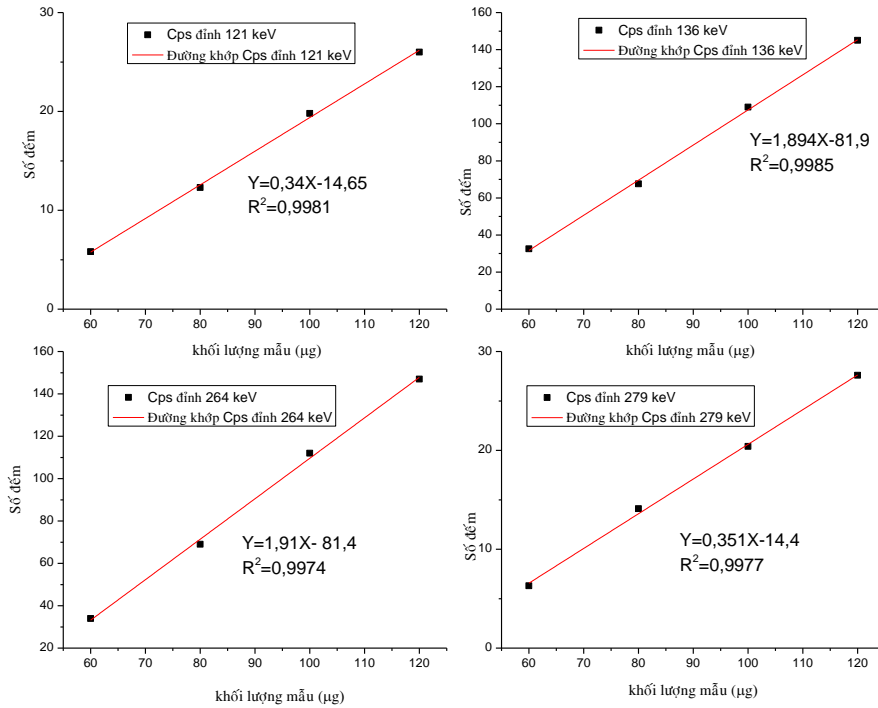 Cps đỉnh 121 keV
Đường khớp Cps đỉnh 121 keV
Số đếm
30
20
10
0
Y=0,34X-14,65
R²=0,9981
60 70 80 90 100 110 120
khối lượng mẫu (μg)
Cps đỉnh 136 keV
Đường khớp Cps đỉnh 136 keV
Số đếm
160
140
120
100
80
60
40
20
0
Y=1,894X-81,9
R²=0,9985
60 70 80 90 100 110 120
khối lượng mẫu (μg)
Cps đỉnh 264 keV
Đường khớp Cps đỉnh 264 keV
Số đếm
160
140
120
100
80
60
40
20
Y=1,91X- 81,4
R²=0,9974
60 70 80 90 100 110 120
khối lượng mẫu (μg)
Cps đỉnh 279 keV
Đường khớp Cps đỉnh 279 keV
Số đếm
30
20
10
0
Y=0,351X-14,4
R²=0,9977
60 70 80 90 100 110 120
khối lượng mẫu (μg)